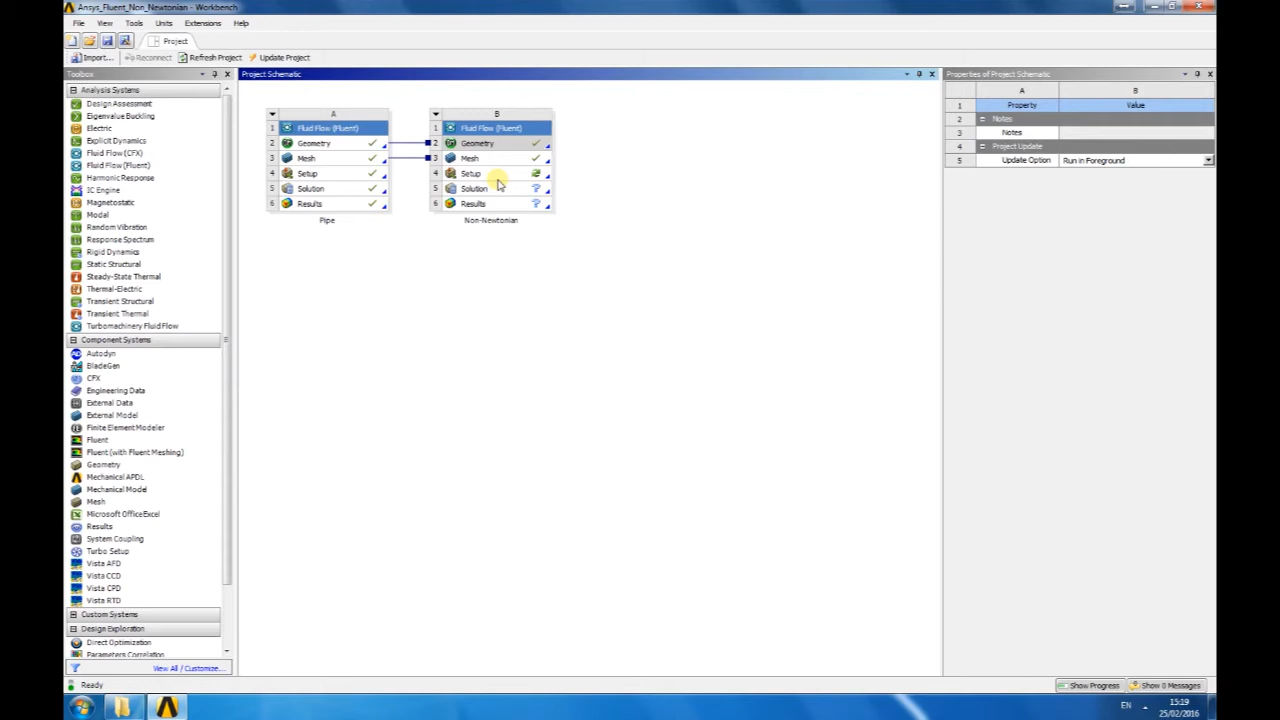 Ansys_Fluent_Non_Newtonian - Workbench
File View Tools Units Extensions Help
Project
Import... Reconnect Refresh Project Update Project
Toolbox
Analysis Systems
Design Assessment
Eigenvalue Buckling
Electric
Explicit Dynamics
Fluid Flow (CFX)
Fluid Flow (Fluent)
Harmonic Response
IC Engine
Magnetostatic
Modal
Random Vibration
Response Spectrum
Rigid Dynamics
Static Structural
Steady-State Thermal
Thermal-Electric
Transient Structural
Transient Thermal
Turbomachinery Fluid Flow
Component Systems
Autodyn
BladeGen
CFX
Engineering Data
External Data
External Model
Finite Element Modeler
Fluent
Fluent (with Fluent Meshing)
Geometry
Mechanical APDL
Mechanical Model
Mesh
Microsoft Office Excel
Results
System Coupling
Turbo Setup
Vista AFD
Vista CCD
Vista CPD
Vista RTD
Custom Systems
Design Exploration
Direct Optimization
Parameters Correlation
View All / Customize...
Project Schematic
A
1 Fluid Flow (Fluent)
2 Geometry
3 Mesh
4 Setup
5 Solution
6 Results
Pipe
B
1 Fluid Flow (Fluent)
2 Geometry
3 Mesh
4 Setup
5 Solution
6 Results
Non-Newtonian
Properties of Project Schematic
A B
1 Property Value
2 Notes
3 Notes
4 Project Update
5 Update Option Run in Foreground
Ready
Show Progress Show 0 Messages
EN
15:19
25/02/2016